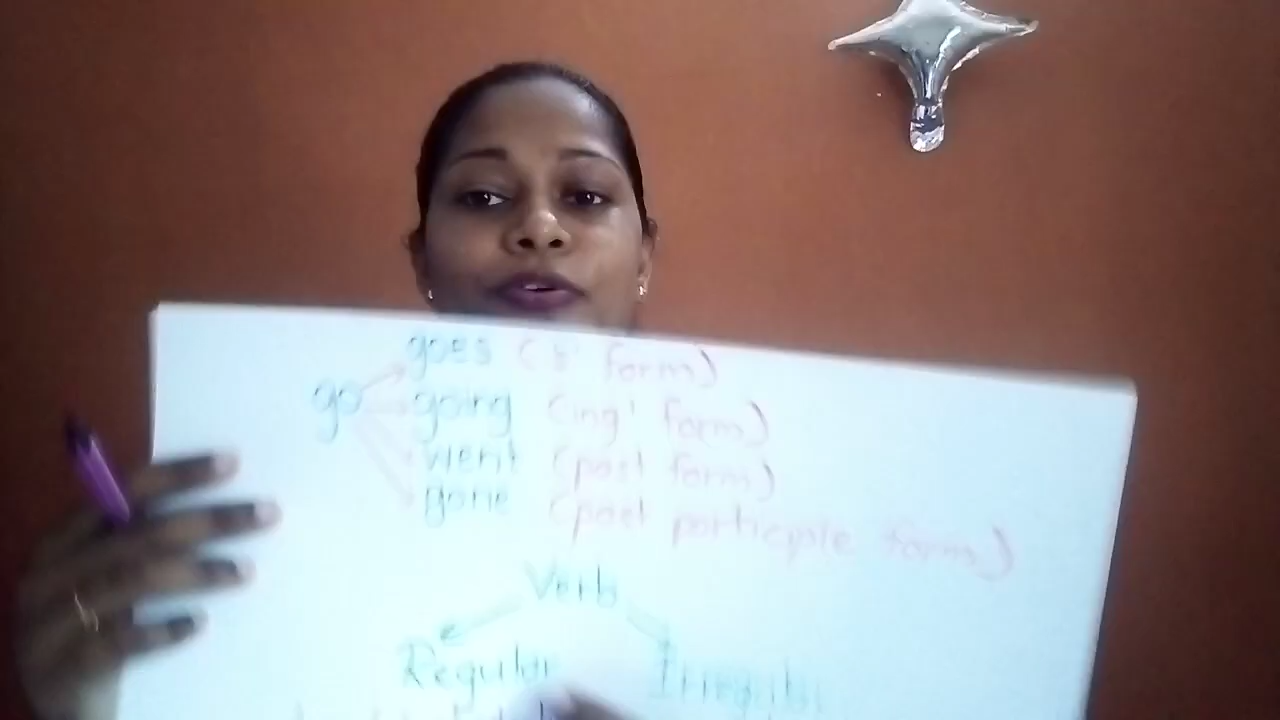 goes ('s' form)
go going ('ing' form)
went (past form)
gone (past participle form)
Verb
Regular Irregular